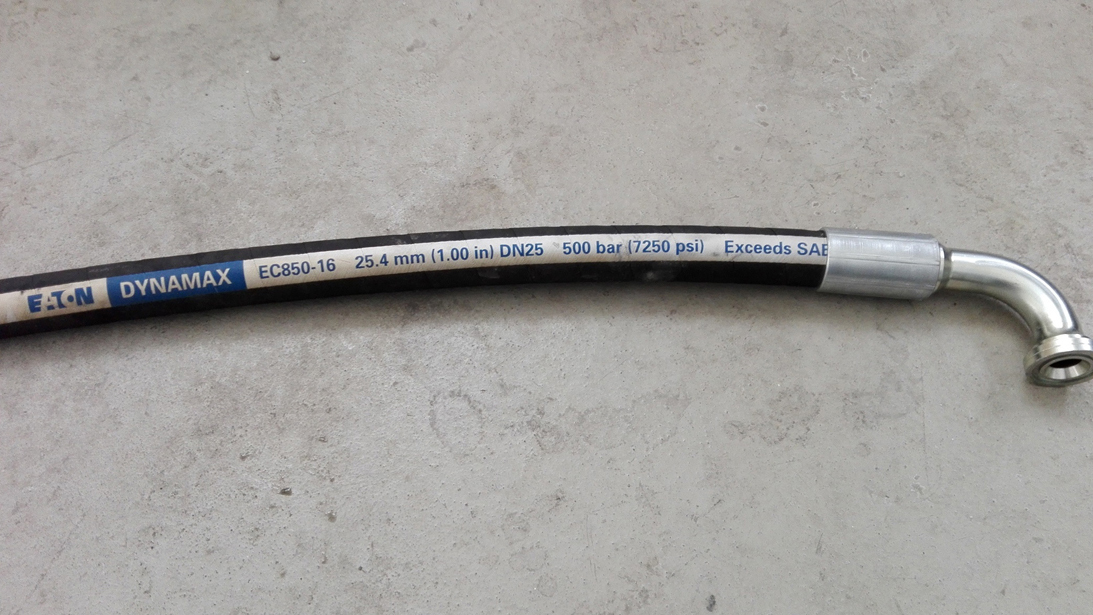 EATON DYNAMAX EC850-16 25.4 mm (1.00 in) DN25 500 bar (7250 psi) Exceeds SAE